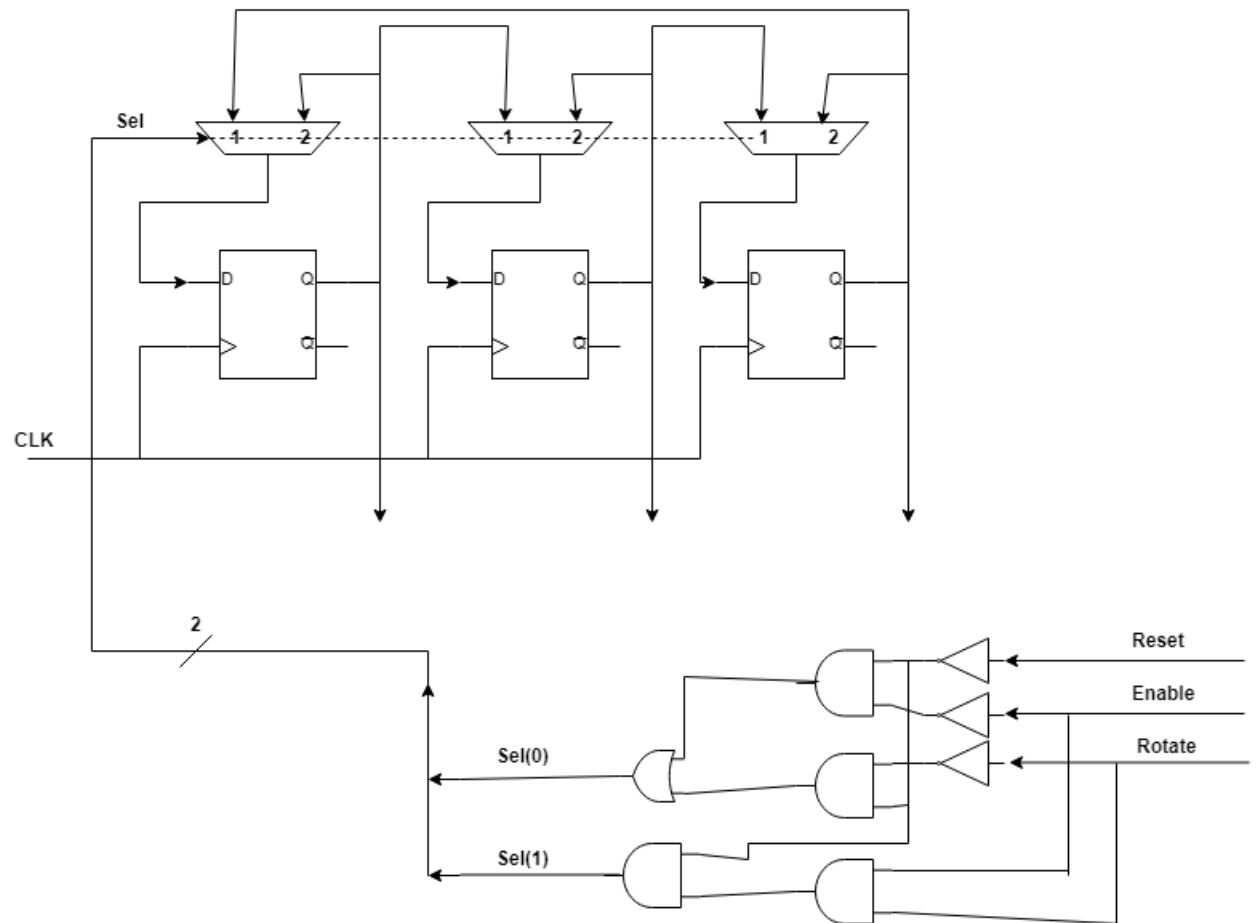 Sel
1 2
1 2
1 2
D Q
Q
D Q
Q
D Q
Q
CLK
2
Reset
Enable
Rotate
Sel(0)
Sel(1)